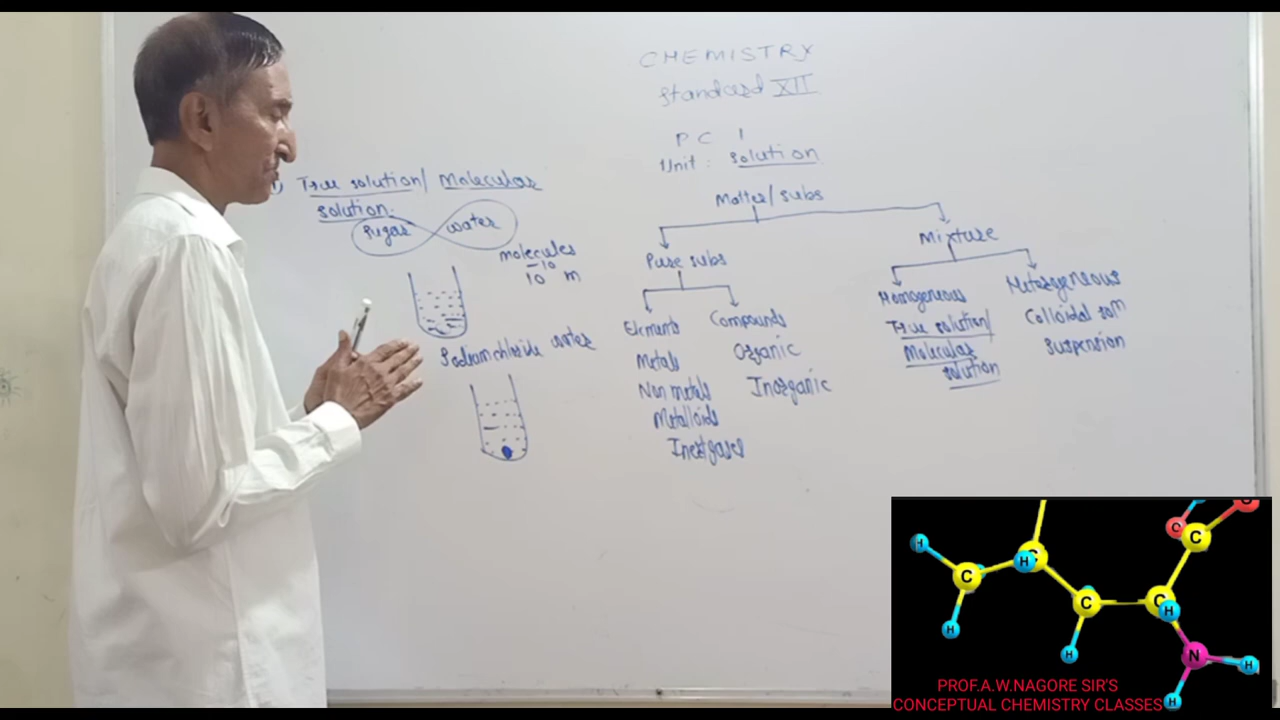 CHEMISTRY
Standard XII
PC 1
Unit: Solution
Matter/subs
Pure subs
Mixture
Elements
Compounds
Metals
Organic
Non metals
Inorganic
Metalloids
Inert gases
Homogeneous
Heterogeneous
True solution/
Colloidal solⁿ
Molecular
Suspension
solution
1) True solution/ Molecular
solution.
Sugar water
molecules
10⁻¹⁰ m
Sodium chloride water
H
C
H
H
C
C
H
C
H
C
O
O
N
H
H
PROF.A.W.NAGORE SIR'S
CONCEPTUAL CHEMISTRY CLASSES